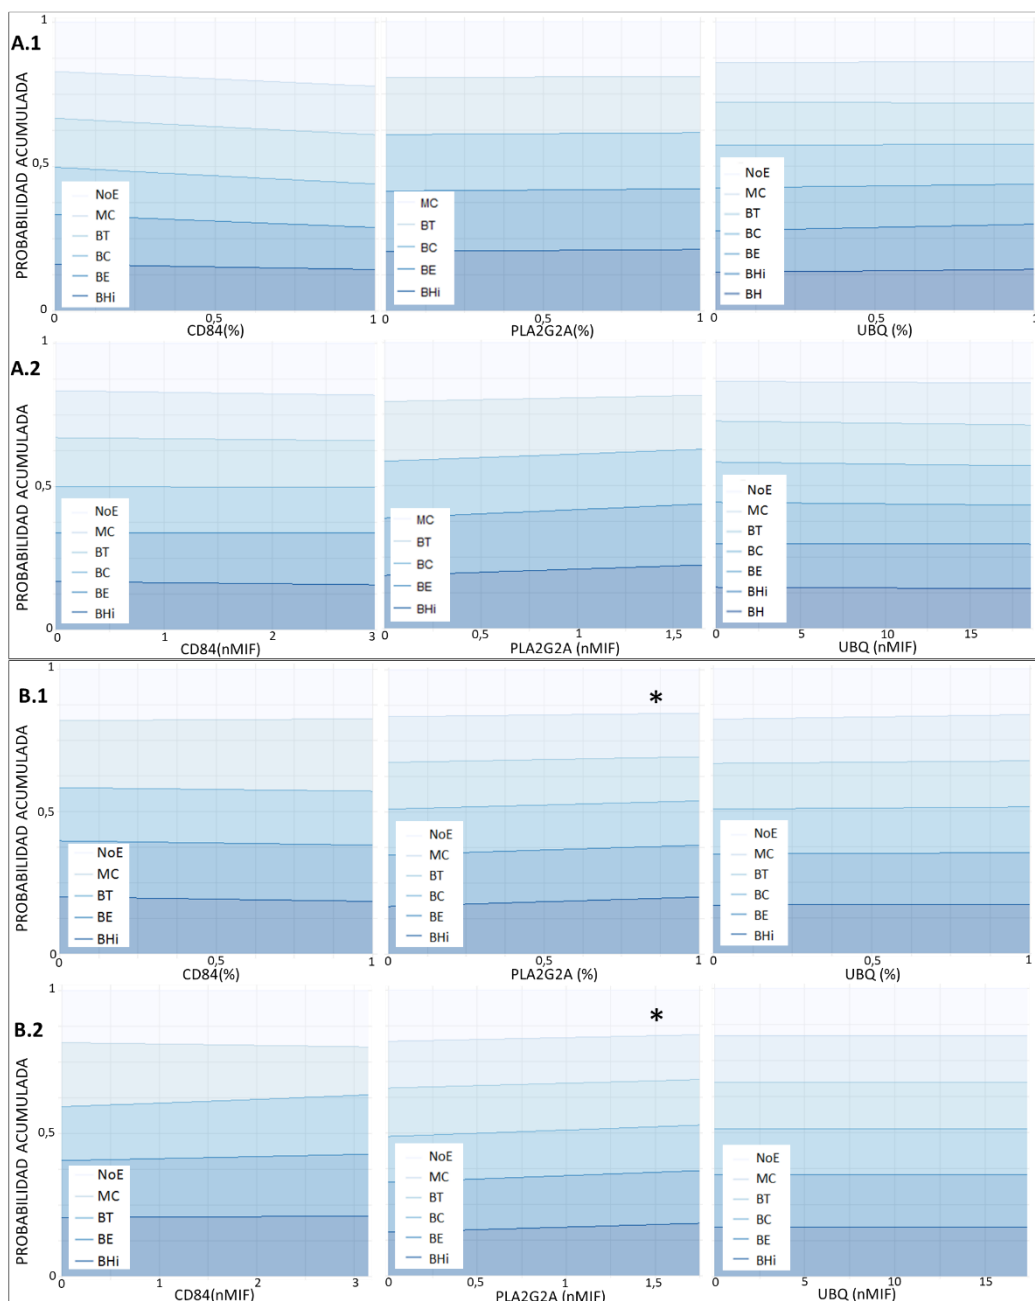 A.1
PROBABILIDAD ACUMULADA
1
0,5
0
NoE
MC
BT
BC
BE
BHi
0
0,5
1
CD84(%)
MC
BT
BC
BE
BHi
0
0,5
1
PLA2G2A(%)
NoE
MC
BT
BC
BE
BHi
BH
0
0,5
1
UBQ (%)
A.2
PROBABILIDAD ACUMULADA
1
0,5
0
NoE
MC
BT
BC
BE
BHi
0
1
2
3
CD84(nMIF)
MC
BT
BC
BE
BHi
0
0,5
1
1,5
PLA2G2A (nMIF)
NoE
MC
BT
BC
BE
BHi
BH
0
5
10
15
UBQ (nMIF)
B.1
PROBABILIDAD ACUMULADA
1
0,5
0
NoE
MC
BT
BE
BHi
0
0,5
1
CD84(%)
*
NoE
MC
BT
BC
BE
BHi
0
0,5
1
PLA2G2A (%)
NoE
MC
BT
BC
BE
BHi
0
0,5
1
UBQ (%)
B.2
PROBABILIDAD ACUMULADA
1
0,5
0
NoE
MC
BT
BE
BHi
0
1
2
3
CD84(nMIF)
*
NoE
MC
BT
BC
BE
BHi
0
0,5
1
1,5
PLA2G2A (nMIF)
NoE
MC
BT
BC
BE
BHi
0
5
10
15
UBQ (nMIF)